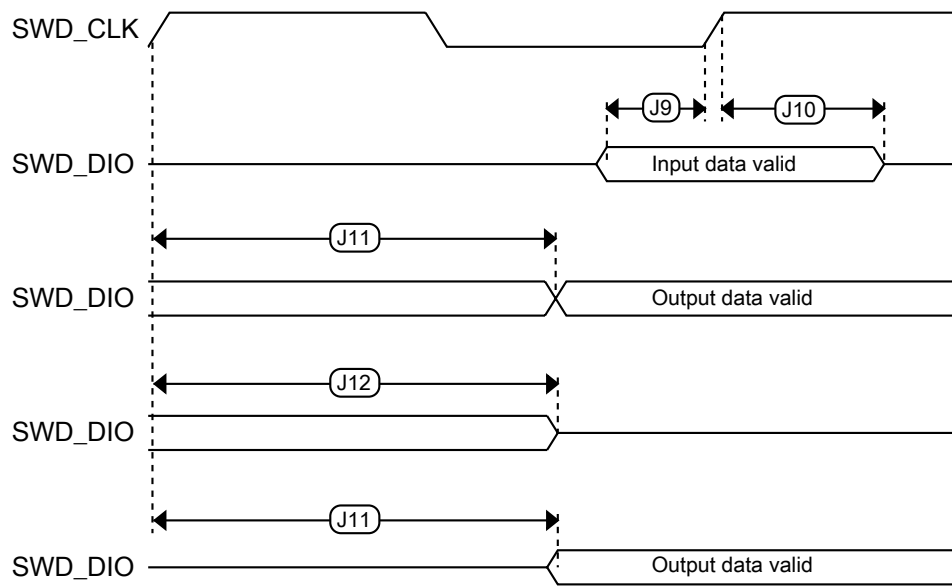 SWD_CLK
J9
J10
SWD_DIO
Input data valid
J11
SWD_DIO
Output data valid
J12
SWD_DIO
J11
SWD_DIO
Output data valid